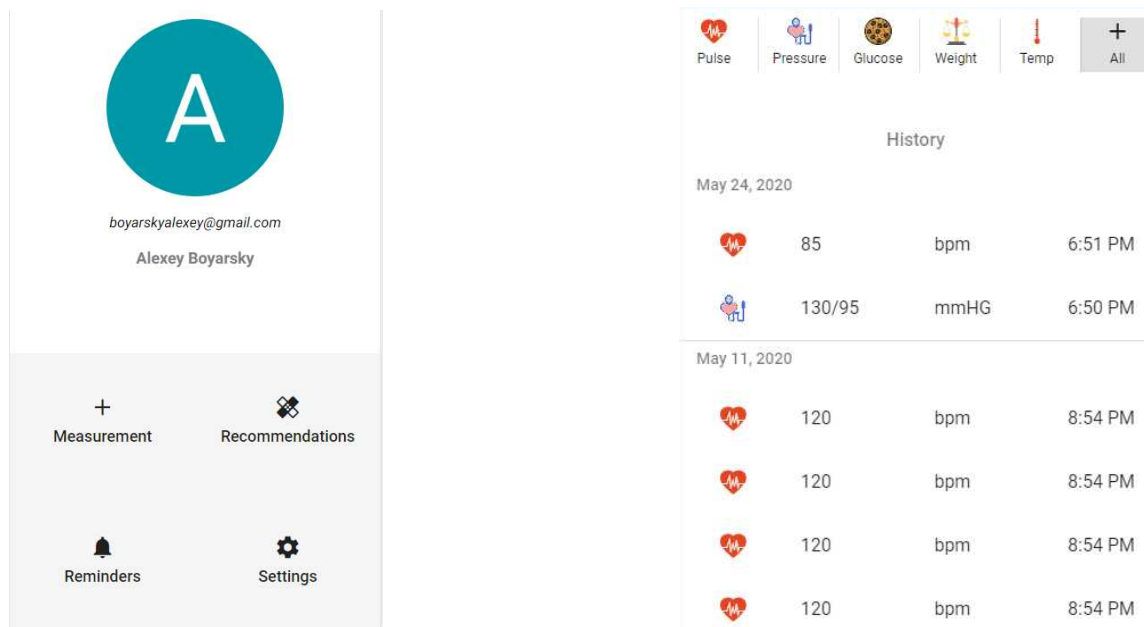 A
boyarskyalexey@gmail.com
Alexey Boyarsky
Measurement
Recommendations
Reminders
Settings
Pulse
Pressure
Glucose
Weight
Temp
All
History
May 24, 2020
85 bpm 6:51 PM
130/95 mmHG 6:50 PM
May 11, 2020
120 bpm 8:54 PM
120 bpm 8:54 PM
120 bpm 8:54 PM
120 bpm 8:54 PM